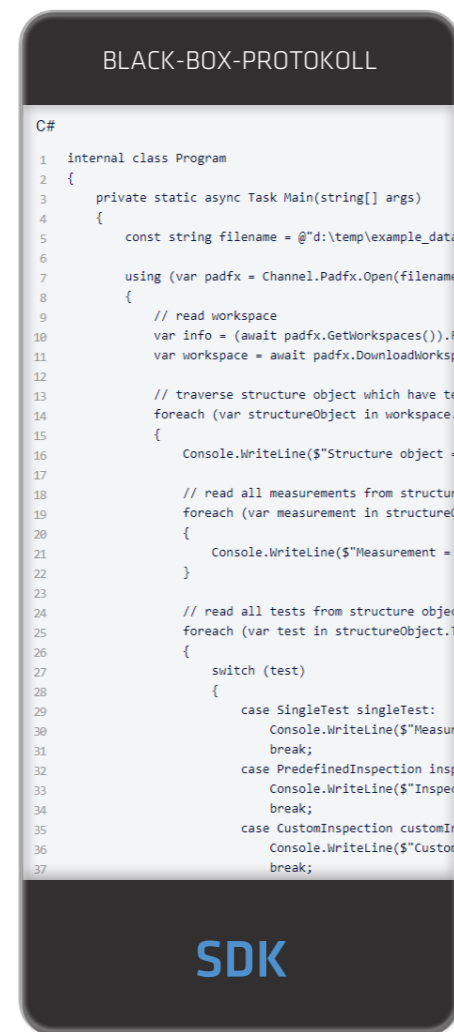 BLACK-BOX-PROTOKOLL
C#
1 internal class Program
2 {
3 private static async Task Main(string[] args)
4 {
5 const string filename = @"d:\temp\example_data
6
7 using (var padfx = Channel.Padfx.Open(filename
8 {
9 // read workspace
10 var info = (await padfx.GetWorkspaces()).
11 var workspace = await padfx.DownloadWorksp
12
13 // traverse structure object which have te
14 foreach (var structureObject in workspace.
15 {
16 Console.WriteLine($"Structure object =
17
18 // read all measurements from structur
19 foreach (var measurement in structureO
20 {
21 Console.WriteLine($"Measurement =
22 }
23
24 // read all tests from structure objec
25 foreach (var test in structureObject.T
26 {
27 switch (test)
28 {
29 case SingleTest singleTest:
30 Console.WriteLine($"Measur
31 break;
32 case PredefinedInspection insp
33 Console.WriteLine($"Inspec
34 break;
35 case CustomInspection customIn
36 Console.WriteLine($"Custom
37 break;
SDK